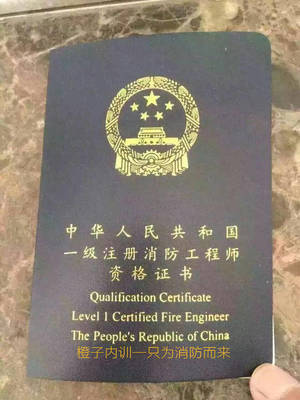 中华人民共和国
一级注册消防工程师
资格证书
Qualification Certificate
Level 1 Certified Fire Engineer
The People's Republic of China
橙子内训—只为消防而来